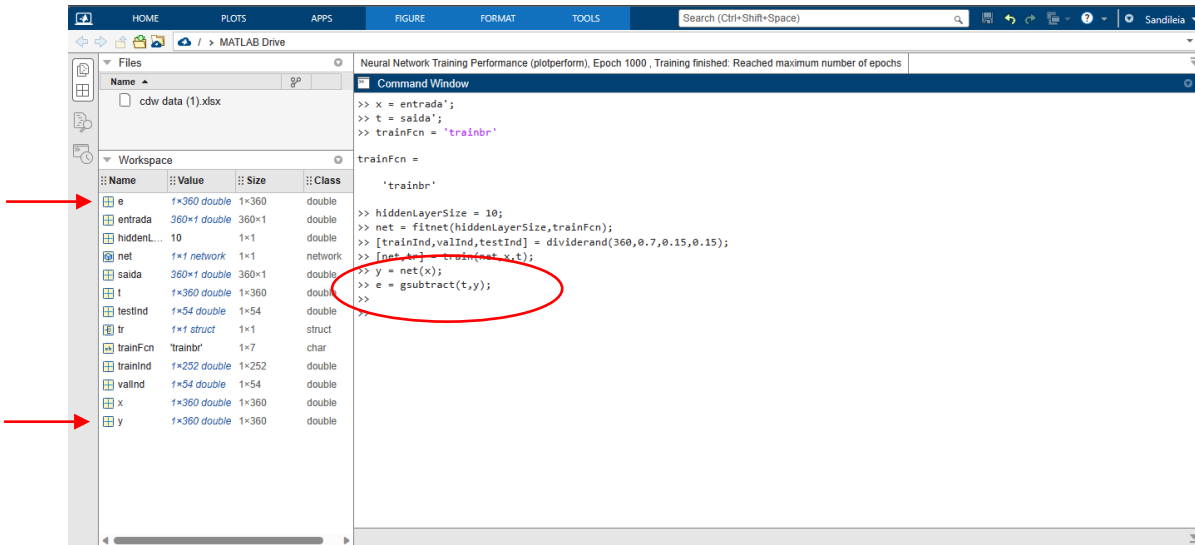 HOME PLOTS APPS FIGURE FORMAT TOOLS Search (Ctrl+Shift+Space) Sandileia
/ > MATLAB Drive
Files
Name
cdw data (1).xlsx
Workspace
Name Value Size Class
e 1×360 double 1×360 double
entrada 360×1 double 360×1 double
hiddenL... 10 1×1 double
net 1×1 network 1×1 network
saida 360×1 double 360×1 double
t 1×360 double 1×360 double
testInd 1×54 double 1×54 double
tr 1×1 struct 1×1 struct
trainFcn 'trainbr' 1×7 char
trainInd 1×252 double 1×252 double
valInd 1×54 double 1×54 double
x 1×360 double 1×360 double
y 1×360 double 1×360 double
Neural Network Training Performance (plotperform), Epoch 1000 , Training finished: Reached maximum number of epochs
Command Window
>> x = entrada';
>> t = saida';
>> trainFcn = 'trainbr'
trainFcn =
'trainbr'
>> hiddenLayerSize = 10;
>> net = fitnet(hiddenLayerSize,trainFcn);
>> [trainInd,valInd,testInd] = dividerand(360,0.7,0.15,0.15);
>> [net,tr] = train(net,x,t);
>> y = net(x);
>> e = gsubtract(t,y);
>>
>>